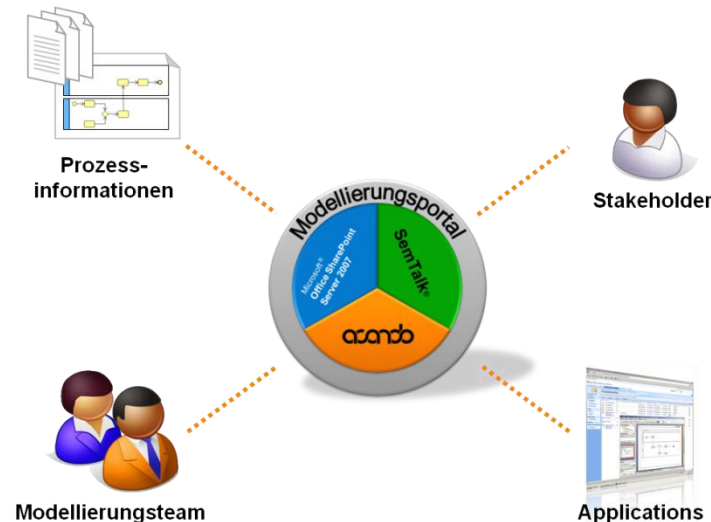 Prozess-
informationen
Stakeholder
Modellierungsportal
Microsoft®
Office SharePoint
Server 2007
SemTalk®
acando
Modellierungsteam
Applications